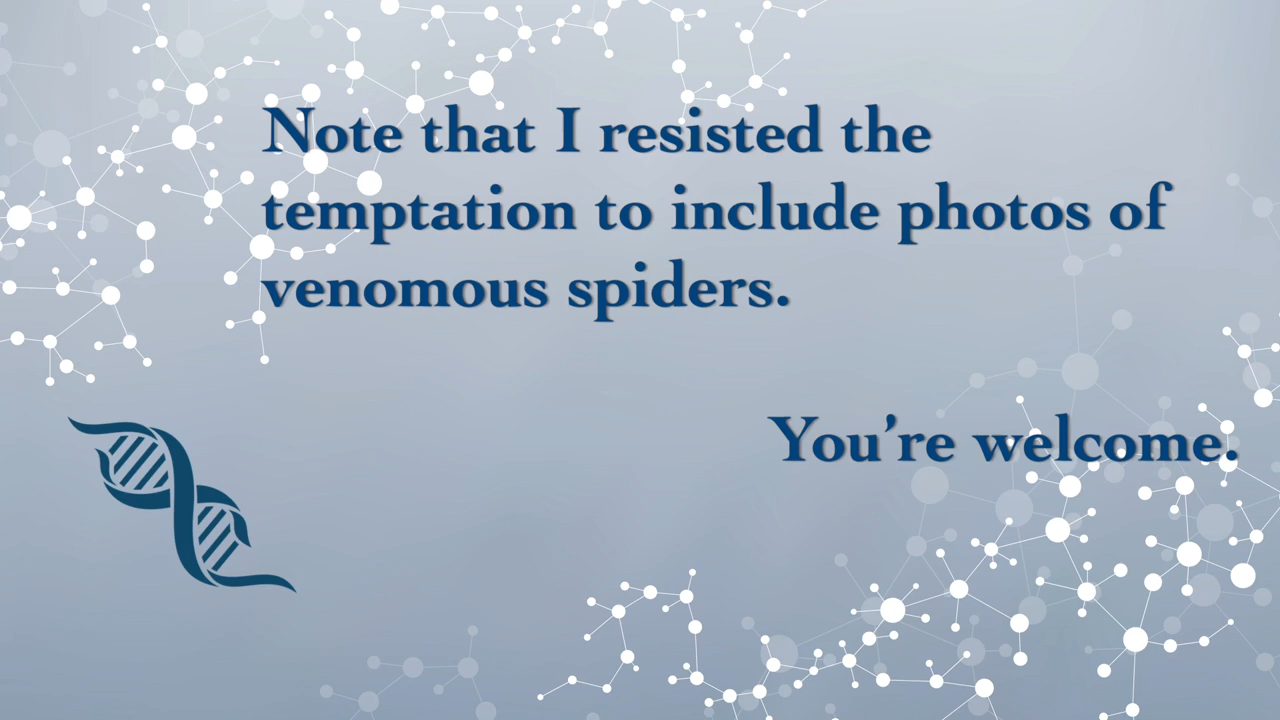 Note that I resisted the
temptation to include photos of
venomous spiders.
You’re welcome.